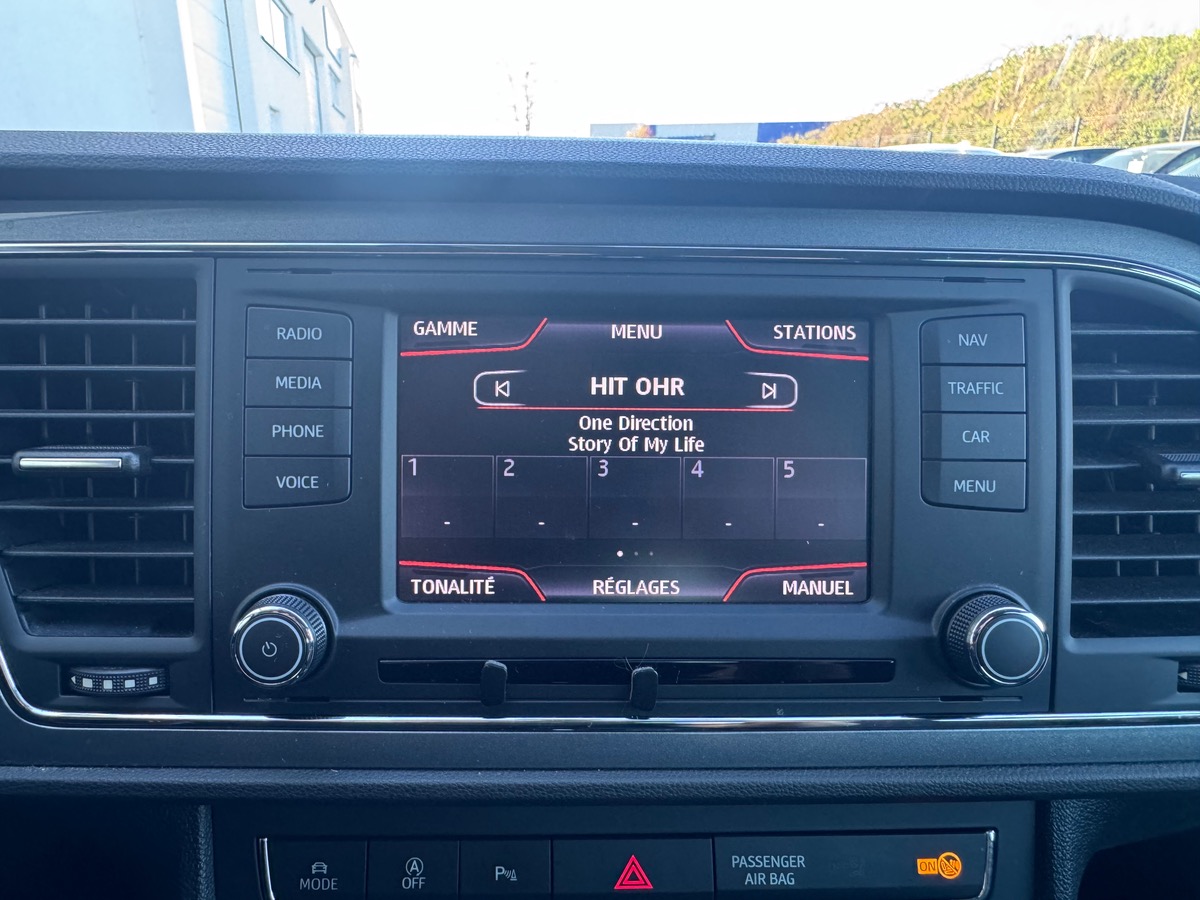 GAMME
MENU
STATIONS
RADIO
MEDIA
PHONE
VOICE
HIT OHR
One Direction
Story Of My Life
1 2 3 4 5
- - - - -
TONALITÉ
RÉGLAGES
MANUEL
NAV
TRAFFIC
CAR
MENU
MODE
A
OFF
P
PASSENGER
AIR BAG
ON